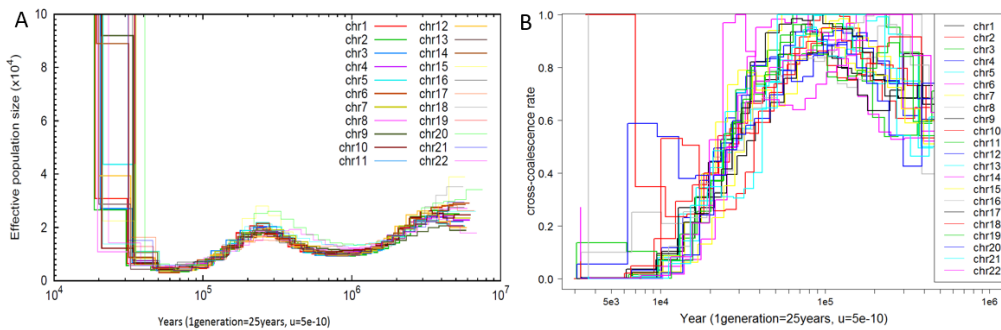 A
Effective population size (x10⁴)
10
8
6
4
2
0
10⁴
10⁵
10⁶
10⁷
Years (1generation=25years, u=5e-10)
chr1 chr12
chr2 chr13
chr3 chr14
chr4 chr15
chr5 chr16
chr6 chr17
chr7 chr18
chr8 chr19
chr9 chr20
chr10 chr21
chr11 chr22
B
cross-coalescence rate
1.0
0.8
0.6
0.4
0.2
0.0
5e3
1e4
1e5
1e6
Year (1generation=25years, u=5e-10)
chr1
chr2
chr3
chr4
chr5
chr6
chr7
chr8
chr9
chr10
chr11
chr12
chr13
chr14
chr15
chr16
chr17
chr18
chr19
chr20
chr21
chr22